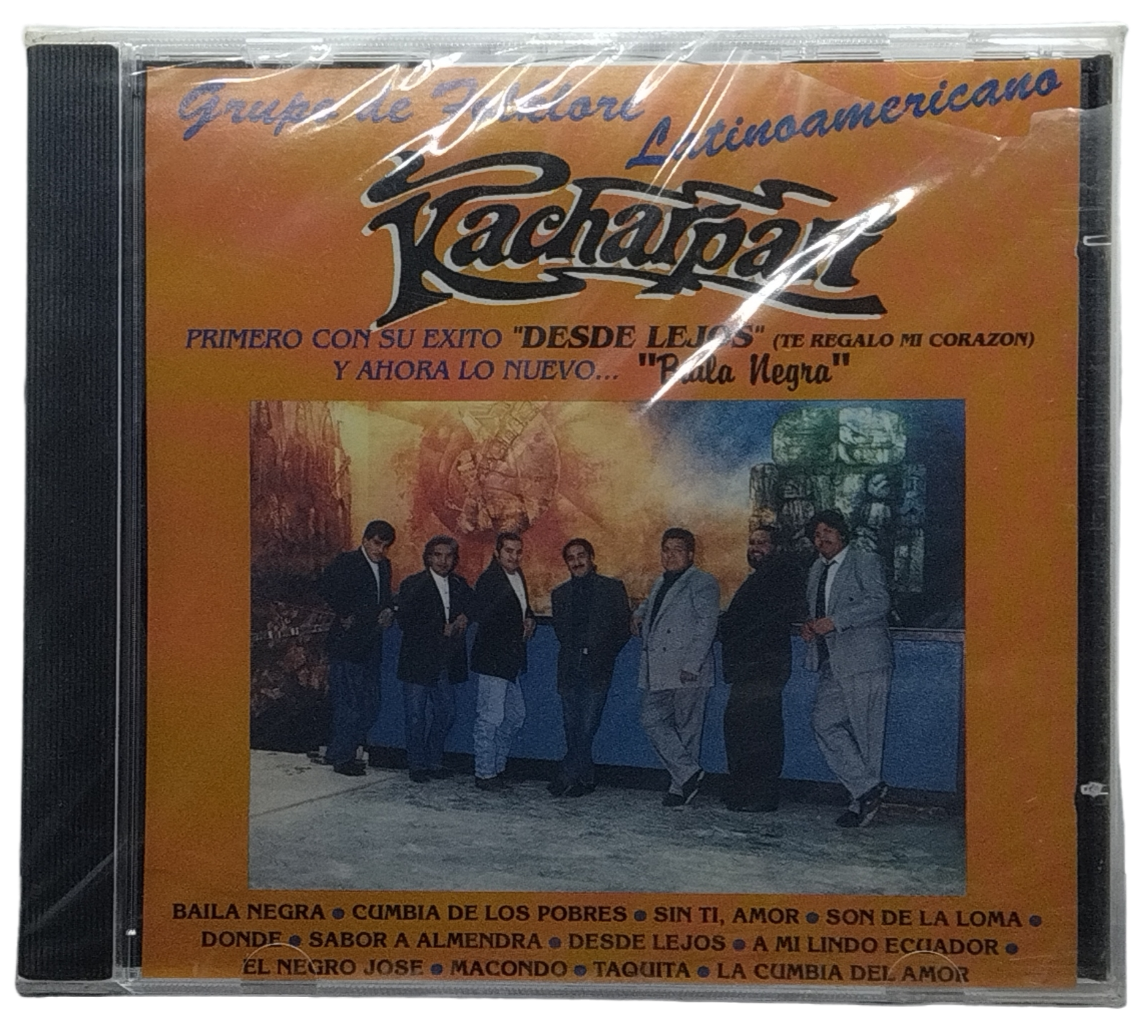 Grupo de Folklore
Latinoamericano
Kacharpari
PRIMERO CON SU EXITO "DESDE LEJOS" (TE REGALO MI CORAZON)
Y AHORA LO NUEVO... "Baila Negra"
BAILA NEGRA • CUMBIA DE LOS POBRES • SIN TI, AMOR • SON DE LA LOMA •
DONDE • SABOR A ALMENDRA • DESDE LEJOS • A MI LINDO ECUADOR •
EL NEGRO JOSE • MACONDO • TAQUITA • LA CUMBIA DEL AMOR